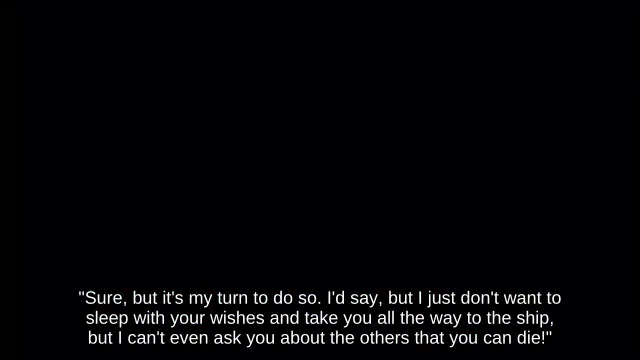 "Sure, but it's my turn to do so. I'd say, but I just don't want to
sleep with your wishes and take you all the way to the ship,
but I can't even ask you about the others that you can die!"